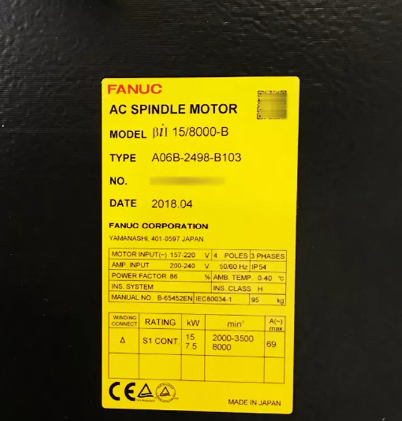 FANUC
AC SPINDLE MOTOR
MODEL βiI 15/8000-B
TYPE A06B-2498-B103
NO.
DATE 2018.04
FANUC CORPORATION
YAMANASHI, 401-0597 JAPAN
MOTOR INPUT(~) 157-220 V 4 POLES 3 PHASES
AMP. INPUT 200-240 V 50/60 Hz IP54
POWER FACTOR 86 % AMB. TEMP. 0-40 ℃
INS. SYSTEM INS. CLASS H
MANUAL NO B-65452EN IEC60034-1 95 kg
WINDING CONNECT RATING kW min⁻ A(~) max
Δ S1 CONT. 15 2000-3500 69
7.5 8000
CE
MADE IN JAPAN